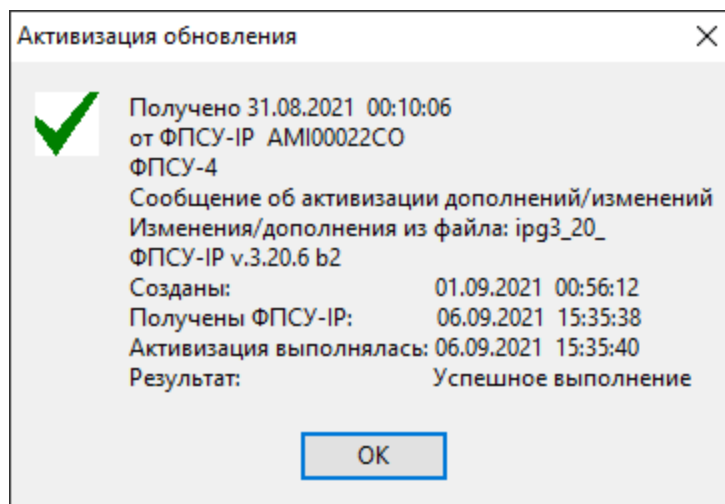 Активизация обновления
Получено 31.08.2021 00:10:06
от ФПСУ-IP AMI00022CO
ФПСУ-4
Сообщение об активизации дополнений/изменений
Изменения/дополнения из файла: ipg3_20_
ФПСУ-IP v.3.20.6 b2
Созданы: 01.09.2021 00:56:12
Получены ФПСУ-IP: 06.09.2021 15:35:38
Активизация выполнялась: 06.09.2021 15:35:40
Результат: Успешное выполнение
OK